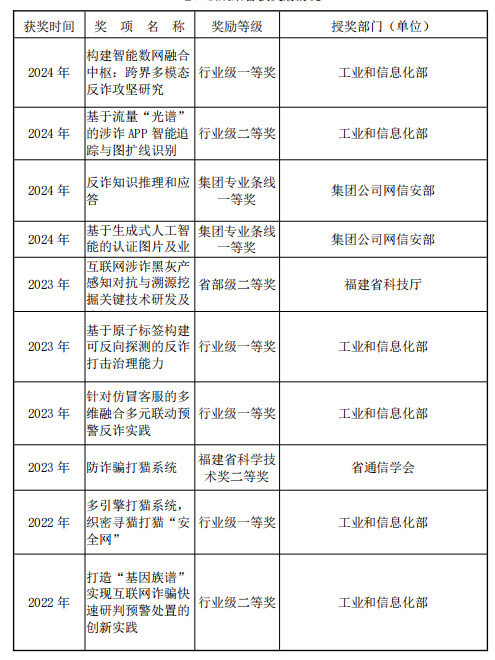 获奖时间 奖 项 名 称 奖励等级 授奖部门（单位）
2024 年 构建智能数网融合中枢：跨界多模态反诈攻坚研究 行业级一等奖 工业和信息化部
2024 年 基于流量“光谱”的涉诈 APP 智能追踪与图扩线识别 行业级二等奖 工业和信息化部
2024 年 反诈知识推理和应答 集团专业条线一等奖 集团公司网信安部
2024 年 基于生成式人工智能的认证图片及业 集团专业条线一等奖 集团公司网信安部
2023 年 互联网涉诈黑灰产感知对抗与溯源挖掘关键技术研发及 省部级二等奖 福建省科技厅
2023 年 基于原子标签构建可反向探测的反诈打击治理能力 行业级一等奖 工业和信息化部
2023 年 针对仿冒客服的多维融合多元联动预警反诈实践 行业级一等奖 工业和信息化部
2023 年 防诈骗打猫系统 福建省科学技术奖二等奖 省通信学会
2022 年 多引擎打猫系统，织密寻猫打猫“安全网” 行业级一等奖 工业和信息化部
2022 年 打造“基因族谱”实现互联网诈骗快速研判预警处置的创新实践 行业级二等奖 工业和信息化部